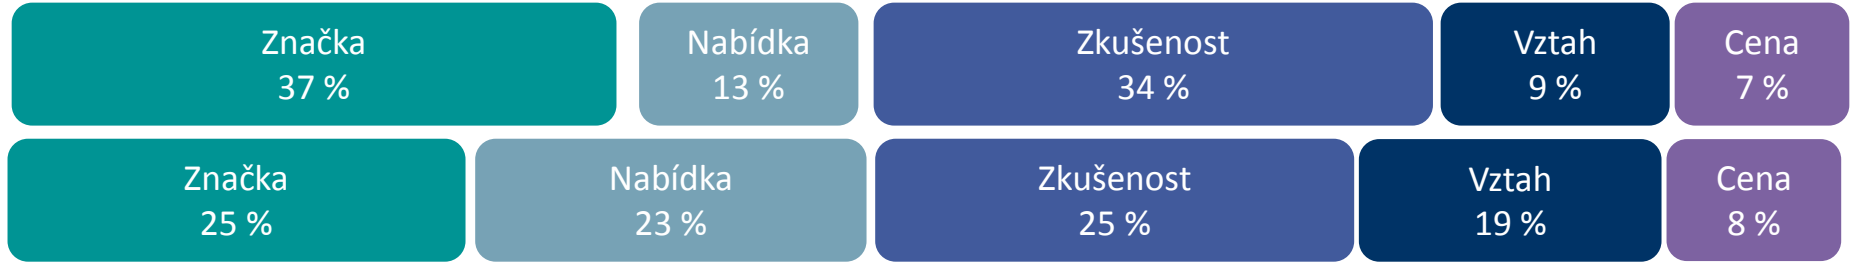 Značka
37 %
Nabídka
13 %
Zkušenost
34 %
Vztah
9 %
Cena
7 %
Značka
25 %
Nabídka
23 %
Zkušenost
25 %
Vztah
19 %
Cena
8 %